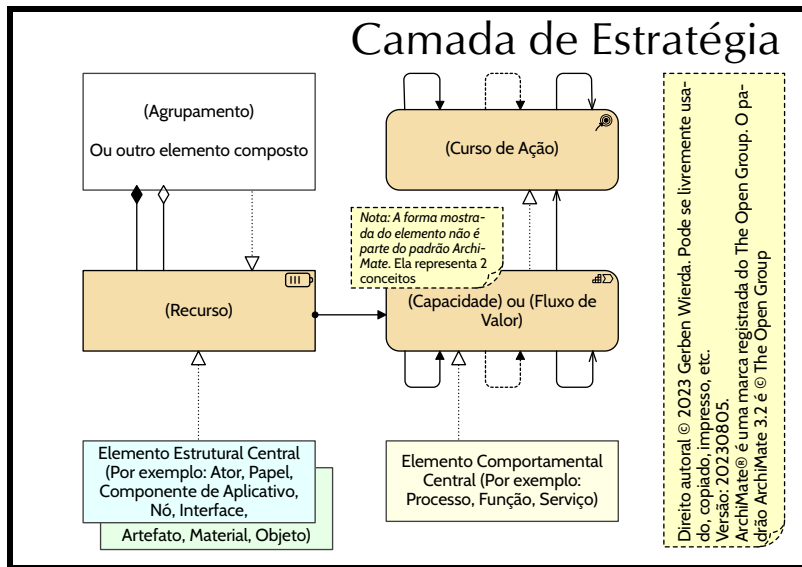 Camada de Estratégia
(Agrupamento)
Ou outro elemento composto
(Curso de Ação)
Nota: A forma mostra-
da do elemento não é
parte do padrão Archi-
Mate. Ela representa 2
conceitos
(Recurso)
(Capacidade) ou (Fluxo de
Valor)
Elemento Estrutural Central
(Por exemplo: Ator, Papel,
Componente de Aplicativo,
Nó, Interface,
Artefato, Material, Objeto)
Elemento Comportamental
Central (Por exemplo:
Processo, Função, Serviço)
Direito autoral © 2023 Gerben Wierda. Pode se livremente usa-
do, copiado, impresso, etc.
Versão: 20230805.
ArchiMate® é uma marca registrada do The Open Group. O pa-
drão ArchiMate 3.2 é © The Open Group